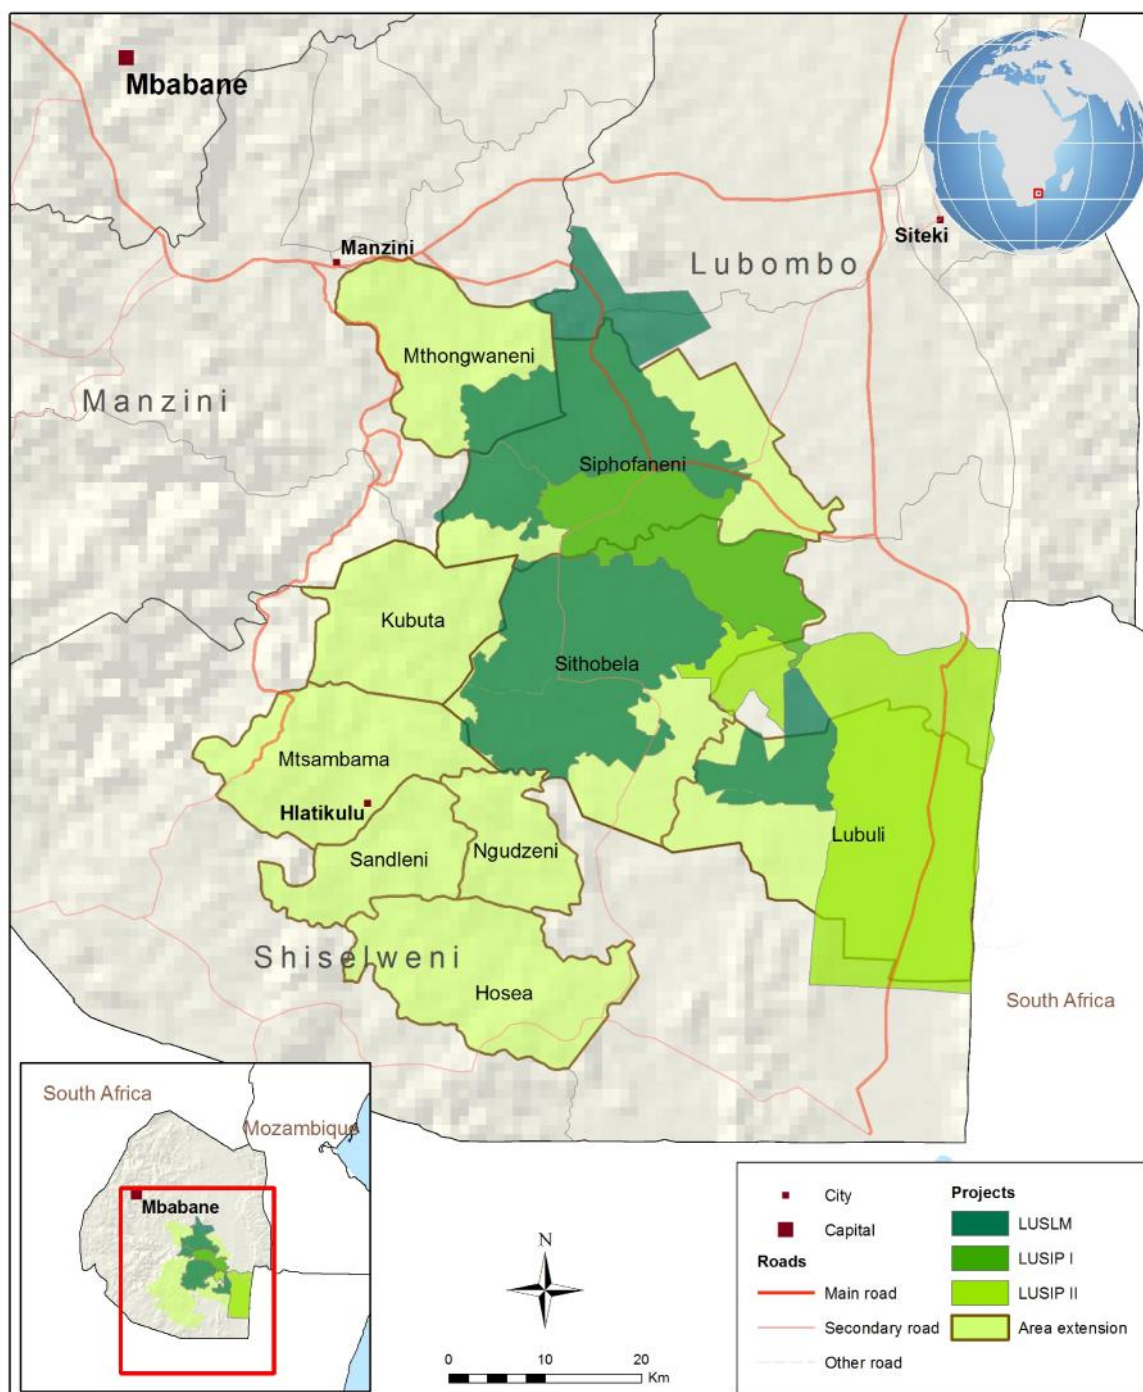 Mbabane
Manzini
Siteki
Lubombo
Mthongwaneni
Manzini
Siphofaneni
Kubuta
Sithobela
Mtsambama
Hlatikulu
Lubuli
Sandleni
Ngudzeni
Shiselweni
Hosea
South Africa
South Africa
Mozambique
Mbabane
N
0 10 20
Km
City
Capital
Roads
Main road
Secondary road
Other road
Projects
LUSLM
LUSIP I
LUSIP II
Area extension